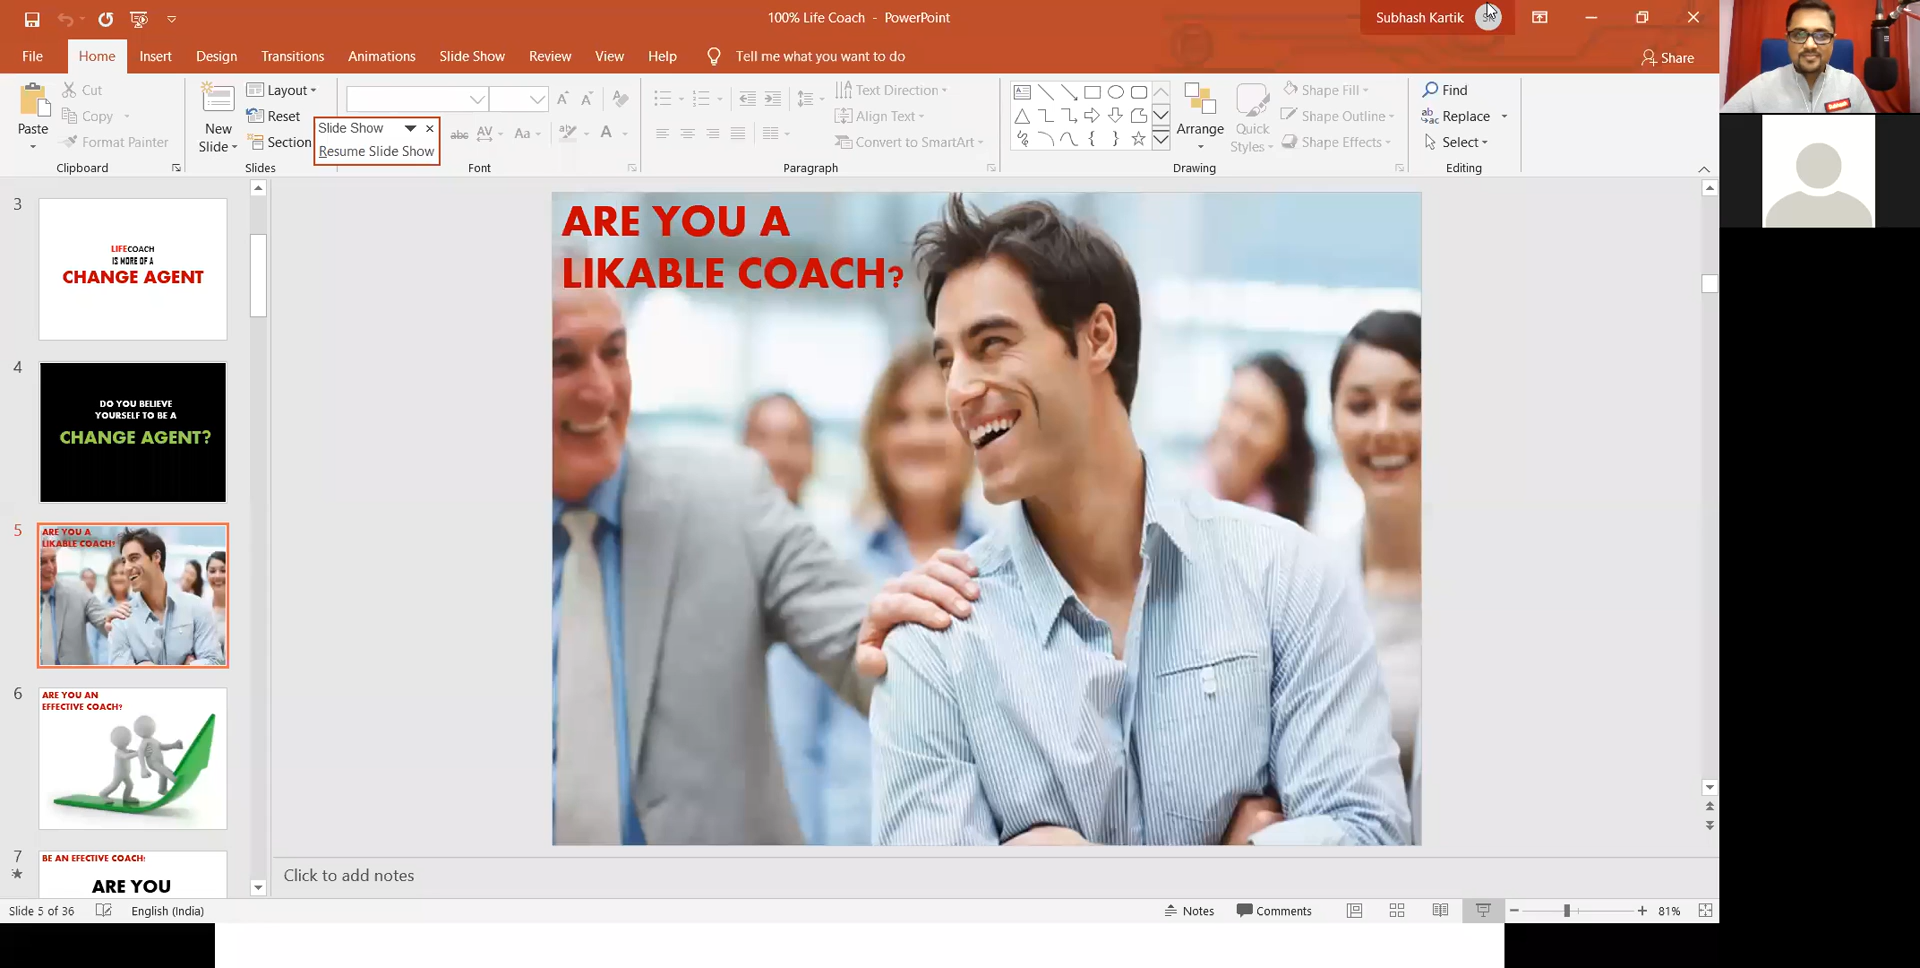 100% Life Coach - PowerPoint
Subhash Kartik
File Home Insert Design Transitions Animations Slide Show Review View Help Tell me what you want to do
Share
Paste
Cut
Copy
Format Painter
Clipboard
New
Slide
Layout
Reset
Section
Slides
Slide Show
Resume Slide Show
abc AV Aa A
Font
Text Direction
Align Text
Convert to SmartArt
Paragraph
Arrange
Quick
Styles
Shape Fill
Shape Outline
Shape Effects
Drawing
Find
Replace
Select
Editing
3
LIFECOACH
IS MORE OF A
CHANGE AGENT
4
DO YOU BELIEVE
YOURSELF TO BE A
CHANGE AGENT?
5
ARE YOU A
LIKABLE COACH?
6
ARE YOU AN
EFFECTIVE COACH?
7
BE AN EFECTIVE COACH:
ARE YOU
ARE YOU A
LIKABLE COACH?
Click to add notes
Slide 5 of 36
English (India)
Notes
Comments
81%